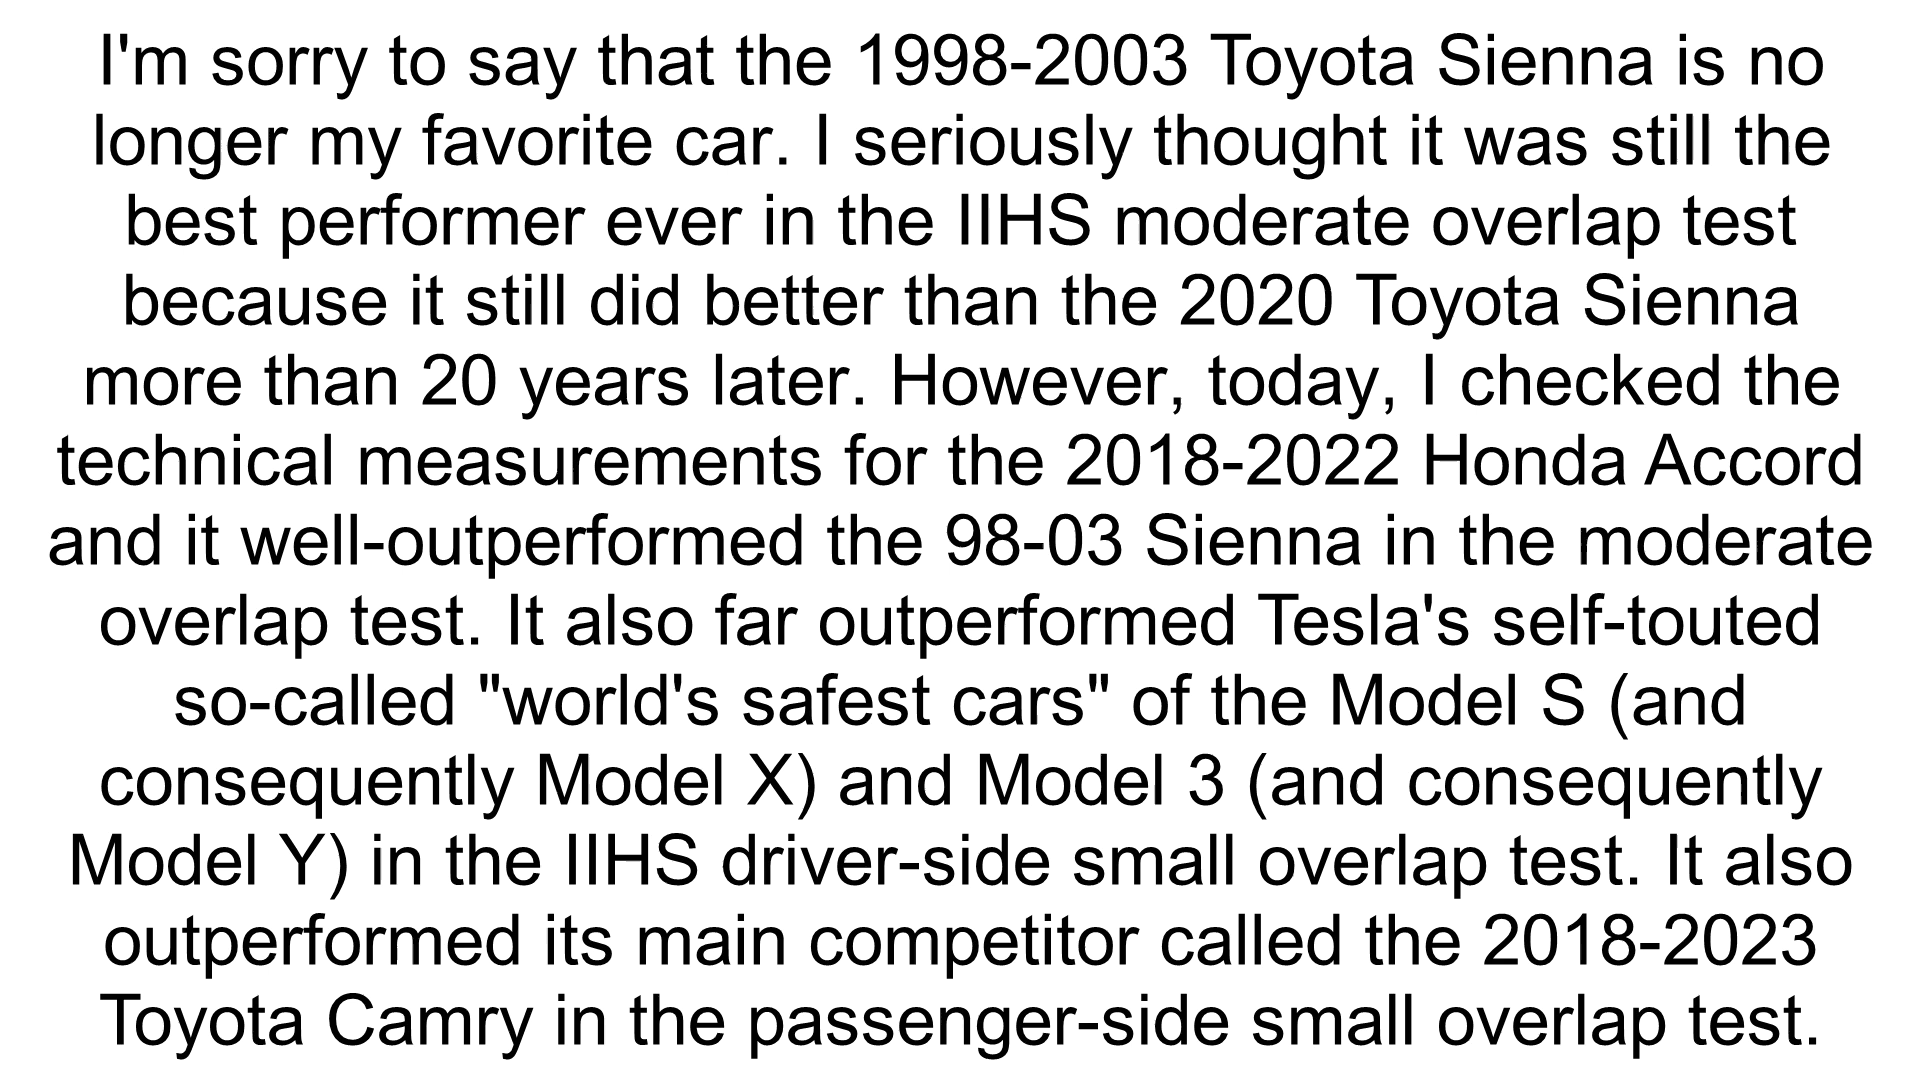 I'm sorry to say that the 1998-2003 Toyota Sienna is no
longer my favorite car. I seriously thought it was still the
best performer ever in the IIHS moderate overlap test
because it still did better than the 2020 Toyota Sienna
more than 20 years later. However, today, I checked the
technical measurements for the 2018-2022 Honda Accord
and it well-outperformed the 98-03 Sienna in the moderate
overlap test. It also far outperformed Tesla's self-touted
so-called "world's safest cars" of the Model S (and
consequently Model X) and Model 3 (and consequently
Model Y) in the IIHS driver-side small overlap test. It also
outperformed its main competitor called the 2018-2023
Toyota Camry in the passenger-side small overlap test.